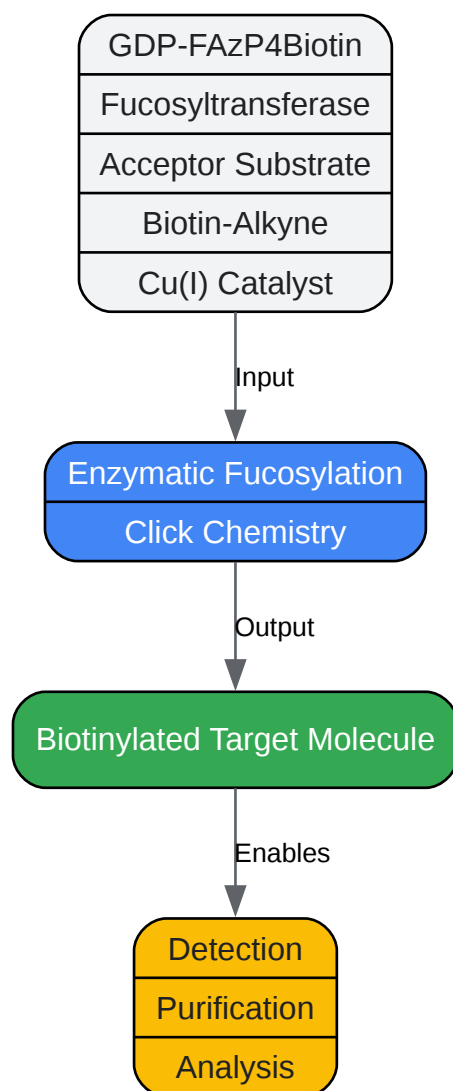 GDP-FAzP4Biotin
Fucosyltransferase
Acceptor Substrate
Biotin-Alkyne
Cu(I) Catalyst
Input
Enzymatic Fucosylation
Click Chemistry
Output
Biotinylated Target Molecule
Enables
Detection
Purification
Analysis